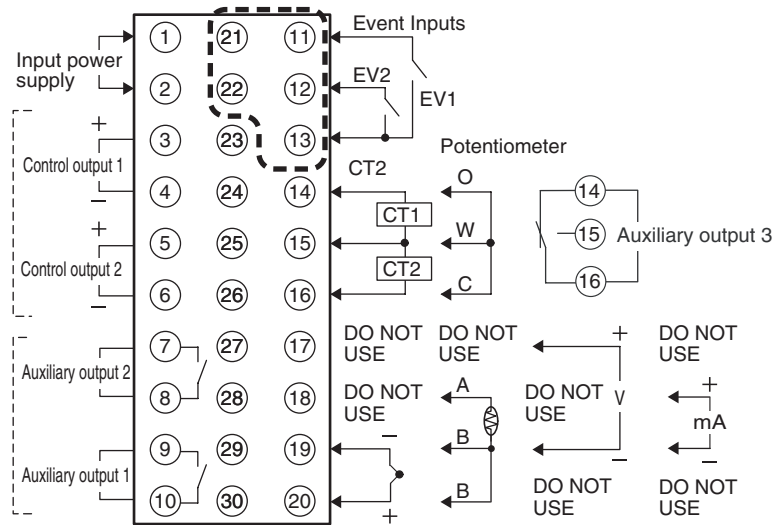 Input power
supply
+
Control output 1
−
+
Control output 2
−
Auxiliary output 2
Auxiliary output 1
1 21 11
2 22 12
3 23 13
4 24 14
5 25 15
6 26 16
7 27 17
8 28 18
9 29 19
10 30 20
Event Inputs
EV2
EV1
CT2
CT1
CT2
Potentiometer
O
W
C
14
15
16
Auxiliary output 3
DO NOT
USE
DO NOT
USE
+
DO NOT
USE
DO NOT
USE
A
DO NOT
USE
V
+
mA
−
B
−
−
+
B
DO NOT
USE
DO NOT
USE